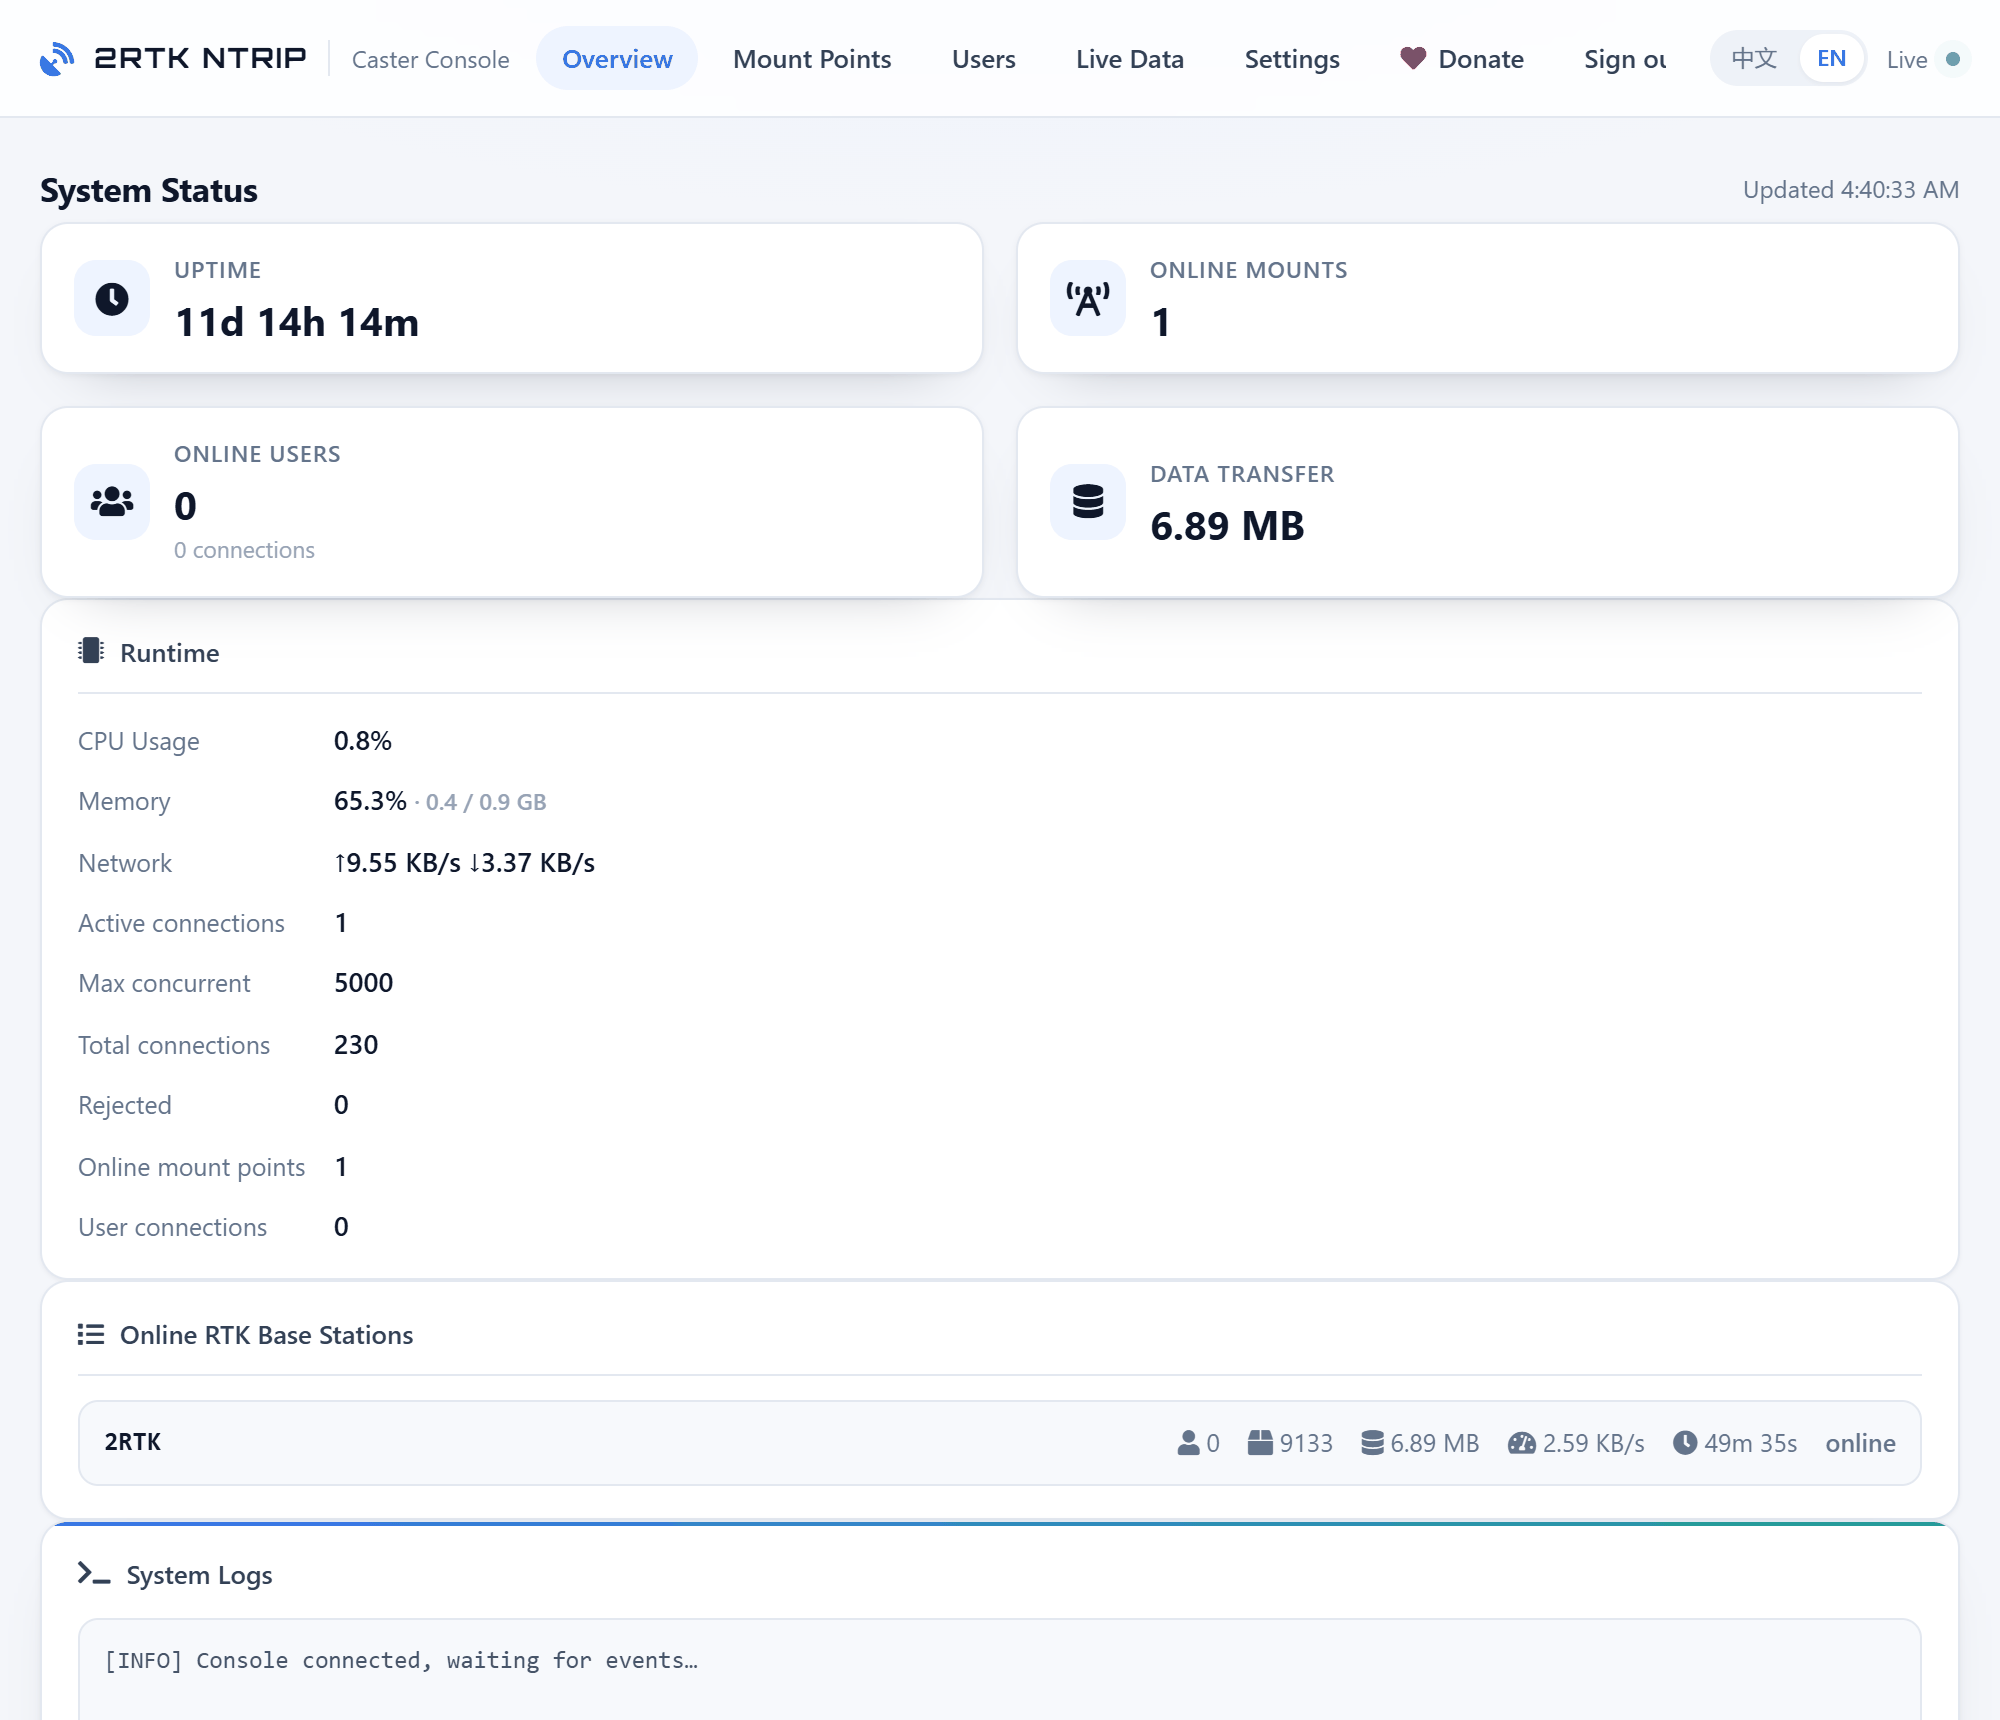 2RTK NTRIP Caster Console Overview Mount Points Users Live Data Settings Donate Sign ou 中文 EN Live
System Status Updated 4:40:33 AM
UPTIME
11d 14h 14m
ONLINE MOUNTS
1
ONLINE USERS
0
0 connections
DATA TRANSFER
6.89 MB
Runtime
CPU Usage 0.8%
Memory 65.3% · 0.4 / 0.9 GB
Network ↑9.55 KB/s ↓3.37 KB/s
Active connections 1
Max concurrent 5000
Total connections 230
Rejected 0
Online mount points 1
User connections 0
Online RTK Base Stations
2RTK 0 9133 6.89 MB 2.59 KB/s 49m 35s online
System Logs
[INFO] Console connected, waiting for events…